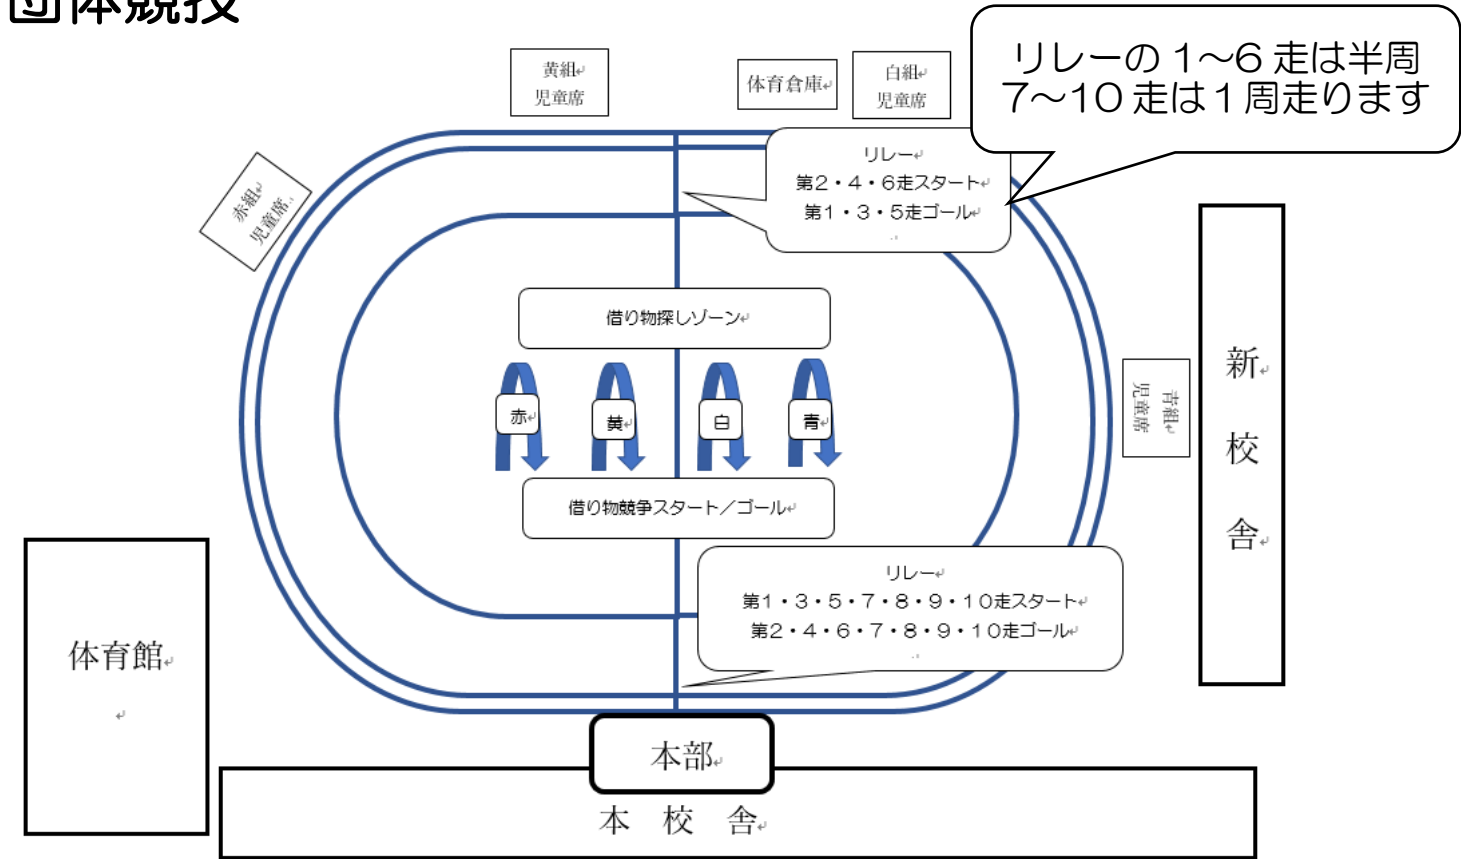 団体競技
リレーの1～6走は半周
7～10走は1周走ります
黄組
児童席
体育倉庫
白組
児童席
赤組
児童席
リレー
第2・4・6走スタート
第1・3・5走ゴール
借り物探しゾーン
赤
黄
白
青
借り物競争スタート／ゴール
青組
児童席
新校舎
リレー
第1・3・5・7・8・9・10走スタート
第2・4・6・7・8・9・10走ゴール
体育館
本部
本校舎